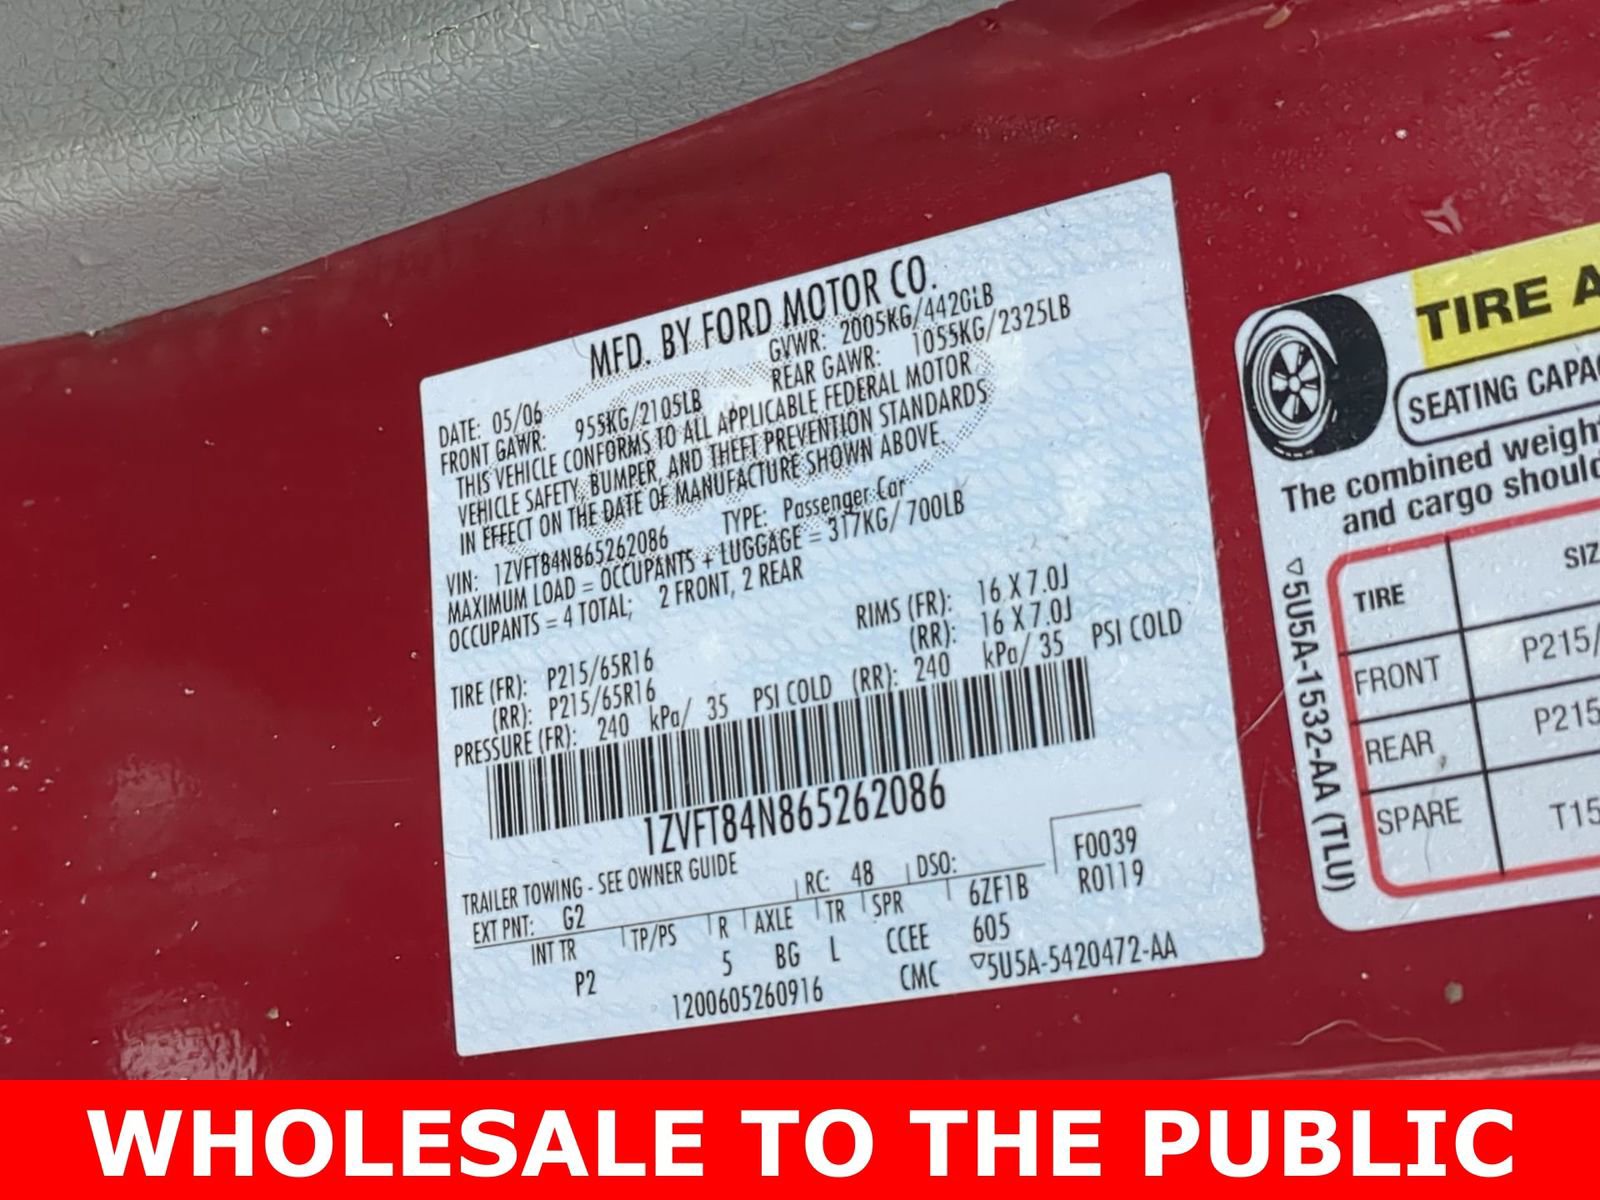 MFD. BY FORD MOTOR CO.
DATE: 05/06 GVWR: 2005KG/4420LB
FRONT GAWR: 955KG/2105LB REAR GAWR: 1055KG/2325LB
THIS VEHICLE CONFORMS TO ALL APPLICABLE FEDERAL MOTOR
VEHICLE SAFETY, BUMPER, AND THEFT PREVENTION STANDARDS
IN EFFECT ON THE DATE OF MANUFACTURE SHOWN ABOVE.
VIN: 1ZVFT84N865262086 TYPE: Passenger Car
MAXIMUM LOAD = OCCUPANTS + LUGGAGE = 317KG/ 700LB
OCCUPANTS = 4 TOTAL; 2 FRONT, 2 REAR
TIRE (FR): P215/65R16 RIMS (FR): 16 X 7.0J
(RR): P215/65R16 (RR): 16 X 7.0J
PRESSURE (FR): 240 kPa/ 35 PSI COLD (RR): 240 kPa/ 35 PSI COLD
1ZVFT84N865262086
TRAILER TOWING - SEE OWNER GUIDE
F0039
EXT PNT: G2 RC: 48 DSO: R0119
INT TR TP/PS R AXLE TR SPR 6ZF1B
P2 5 BG L CCEE 605
1200605260916 CMC ▽5U5A-5420472-AA
TIRE A
SEATING CAPA
The combined weigh
and cargo should
▽5U5A-1532-AA (TLU)
TIRE SIZ
FRONT P215/
REAR P215
SPARE T15
WHOLESALE TO THE PUBLIC